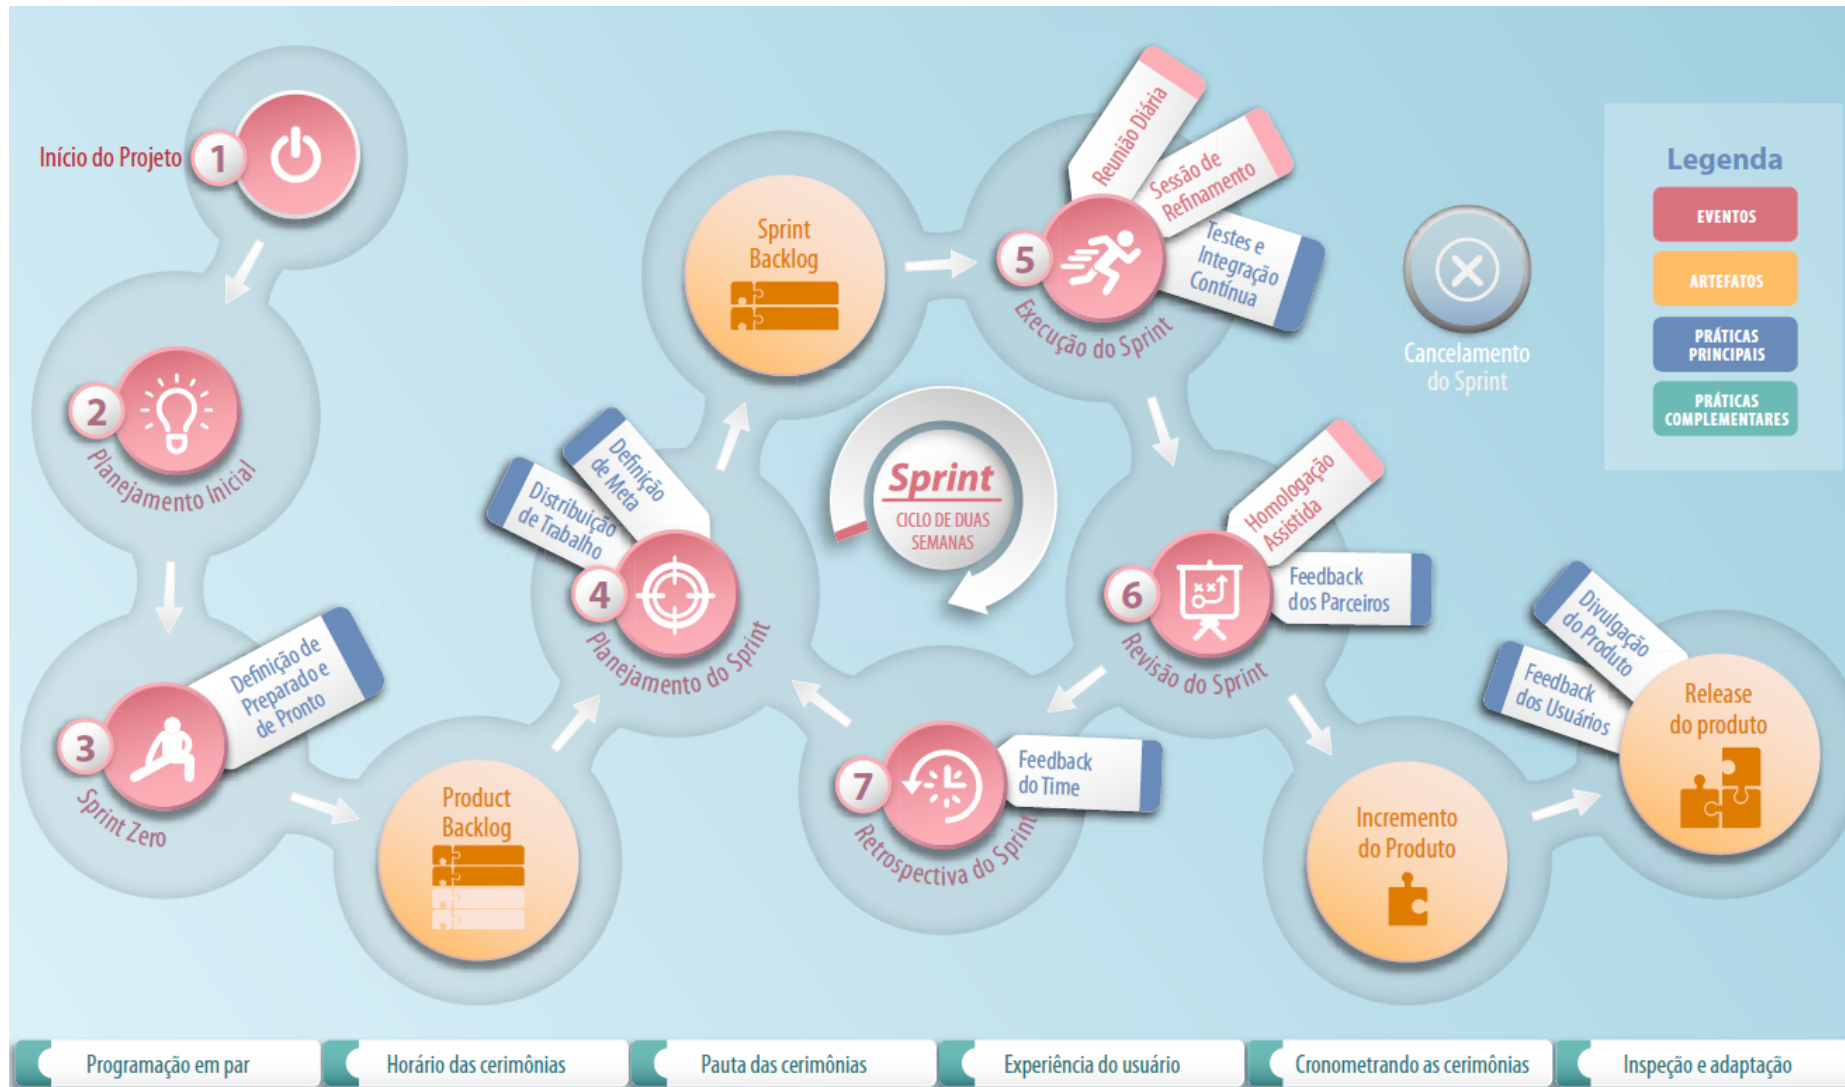 Início do Projeto
1
2
Planejamento Inicial
3
Sprint Zero
Definição de
Preparado e
de Pronto
Product
Backlog
4
Planejamento do Sprint
Distribuição
de Trabalho
Definição
de Meta
Sprint
Backlog
5
Execução do Sprint
Reunião Diária
Sessão de
Refinamento
Testes e
Integração
Contínua
Sprint
CICLO DE DUAS
SEMANAS
6
Revisão do Sprint
Homologação
Assistida
Feedback
dos Parceiros
7
Retrospectiva do Sprint
Feedback
do Time
Incremento
do Produto
Release
do produto
Divulgação
do Produto
Feedback
dos Usuários
Cancelamento
do Sprint
Legenda
EVENTOS
ARTEFATOS
PRÁTICAS
PRINCIPAIS
PRÁTICAS
COMPLEMENTARES
Programação em par
Horário das cerimônias
Pauta das cerimônias
Experiência do usuário
Cronometrando as cerimônias
Inspeção e adaptação